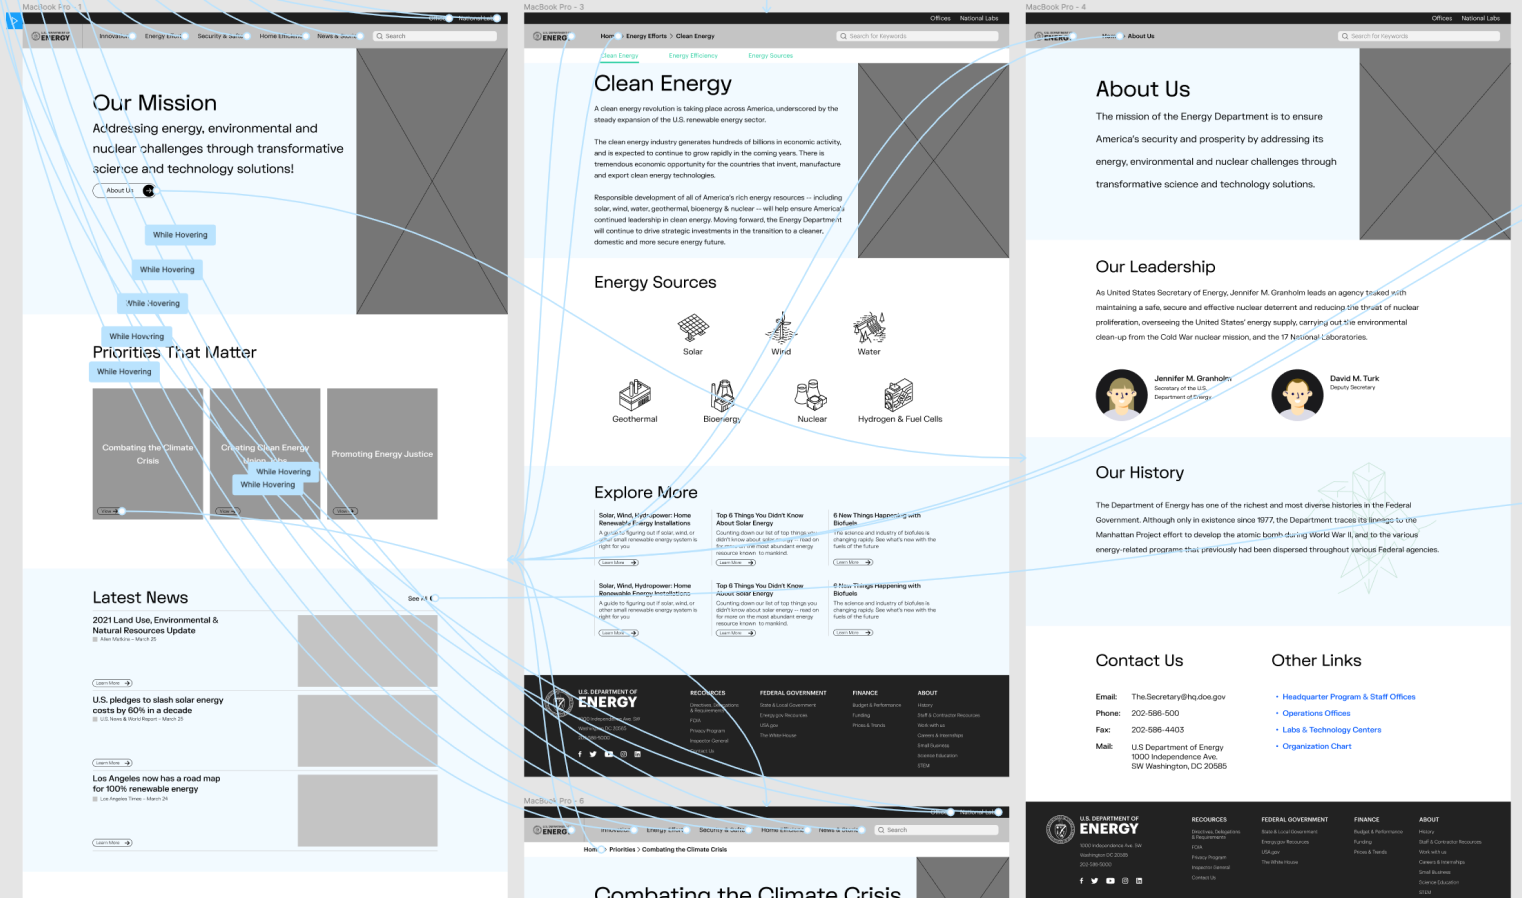 MacBook Pro - 1
National Labs
U.S. DEPARTMENT OF
ENERGY
Innovation
Energy Efforts
Security & Safety
Home Efficiency
News &
Search
Our Mission
Addressing energy, environmental and
nuclear challenges through transformative
science and technology solutions!
About Us
While Hovering
While Hovering
While Hovering
While Hovering
Priorities That Matter
While Hovering
Combating the Climate
Crisis
Creating Clean Energy
Union Jobs
Promoting Energy Justice
While Hovering
While Hovering
View
View
View
Latest News
See All
2021 Land Use, Environmental &
Natural Resources Update
Allen Matkins – March 25
Learn More
U.S. pledges to slash solar energy
costs by 60% in a decade
U.S. News & World Report – March 25
Learn More
Los Angeles now has a road map
for 100% renewable energy
Los Angeles Times – March 24
Learn More
MacBook Pro - 3
Offices
National Labs
ENERGY
Home > Energy Efforts > Clean Energy
Search for Keywords
Clean Energy
Energy Efficiency
Energy Sources
Clean Energy
A clean energy revolution is taking place across America, underscored by the
steady expansion of the U.S. renewable energy sector.
The clean energy industry generates hundreds of billions in economic activity,
and is expected to continue to grow rapidly in the coming years. There is
tremendous economic opportunity for the countries that invent, manufacture
and export clean energy technologies.
Responsible development of all of America's rich energy resources -- including
solar, wind, water, geothermal, bioenergy & nuclear -- will help ensure America's
continued leadership in clean energy. Moving forward, the Energy Department
will continue to drive strategic investments in the transition to a cleaner,
domestic and more secure energy future.
Energy Sources
Solar
Wind
Water
Geothermal
Bioenergy
Nuclear
Hydrogen & Fuel Cells
Explore More
Solar, Wind, Hydropower: Home
Renewable Energy Installations
A guide to figuring out if solar, wind, or
other small renewable energy system is
right for you
Learn More
Top 6 Things You Didn't Know
About Solar Energy
Counting down our list of top things you
didn't know about solar energy -- read on
for more on the most abundant energy
resource known to mankind.
Learn More
6 New Things Happening with
Biofuels
The science and industry of biofules is
changing rapidly. See what's new with the
fuels of the future
Learn More
Solar, Wind, Hydropower: Home
Renewable Energy Installations
A guide to figuring out if solar, wind, or
other small renewable energy system is
right for you
Learn More
Top 6 Things You Didn't Know
About Solar Energy
Counting down our list of top things you
didn't know about solar energy -- read on
for more on the most abundant energy
resource known to mankind.
Learn More
6 New Things Happening with
Biofuels
The science and industry of biofules is
changing rapidly. See what's new with the
fuels of the future
Learn More
U.S. DEPARTMENT OF
ENERGY
1000 Independence Ave. SW
Washington DC 20585
202-586-5000
RECOURCES
Directives, Delegations
& Requirements
FOIA
Privacy Program
Inspector General
Contact Us
FEDERAL GOVERNMENT
State & Local Government
Energy.gov Resources
USA.gov
The White House
FINANCE
Budget & Performance
Funding
Prices & Trends
ABOUT
History
Staff & Contractor Resources
Work with us
Careers & Internships
Small Business
Science Education
STEM
MacBook Pro - 6
Offices
National Labs
ENERGY
Innovation
Energy Efforts
Security & Safety
Home Efficiency
News &
Search
Home > Priorities > Combating the Climate Crisis
Combating the Climate Crisis
MacBook Pro - 4
Offices
National Labs
ENERGY
Home > About Us
Search for Keywords
About Us
The mission of the Energy Department is to ensure
America's security and prosperity by addressing its
energy, environmental and nuclear challenges through
transformative science and technology solutions.
Our Leadership
As United States Secretary of Energy, Jennifer M. Granholm leads an agency tasked with
maintaining a safe, secure and effective nuclear deterrent and reducing the threat of nuclear
proliferation, overseeing the United States' energy supply, carrying out the environmental
clean-up from the Cold War nuclear mission, and the 17 National Laboratories.
Jennifer M. Granholm
Secretary of the U.S.
Department of Energy
David M. Turk
Deputy Secretary
Our History
The Department of Energy has one of the richest and most diverse histories in the Federal
Government. Although only in existence since 1977, the Department traces its lineage to the
Manhattan Project effort to develop the atomic bomb during World War II, and to the various
energy-related programs that previously had been dispersed throughout various Federal agencies.
Contact Us
Email: The.Secretary@hq.doe.gov
Phone: 202-586-500
Fax: 202-586-4403
Mail: U.S Department of Energy
1000 Independence Ave.
SW Washington, DC 20585
Other Links
• Headquarter Program & Staff Offices
• Operations Offices
• Labs & Technology Centers
• Organization Chart
U.S. DEPARTMENT OF
ENERGY
1000 Independence Ave. SW
Washington DC 20585
202-586-5000
RECOURCES
Directives, Delegations
& Requirements
FOIA
Privacy Program
Inspector General
Contact Us
FEDERAL GOVERNMENT
State & Local Government
Energy.gov Resources
USA.gov
The White House
FINANCE
Budget & Performance
Funding
Prices & Trends
ABOUT
History
Staff & Contractor Resources
Work with us
Careers & Internships
Small Business
Science Education
STEM